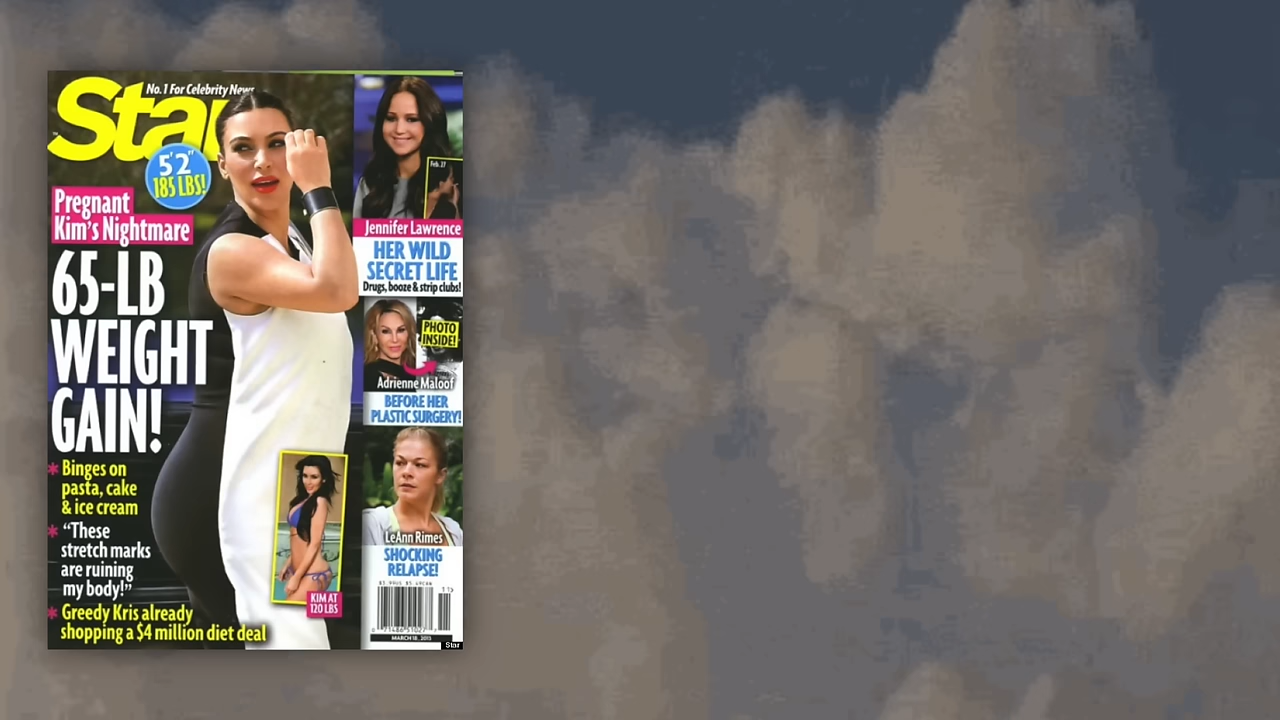 No.1 For Celebrity News
Star
5'2"
185 LBS!
Pregnant
Kim's Nightmare
65-LB
WEIGHT
GAIN!
* Binges on
pasta, cake
& ice cream
* "These
stretch marks
are ruining
my body!"
* Greedy Kris already
shopping a $4 million diet deal
KIM AT
120 LBS
Feb. 27
Jennifer Lawrence
HER WILD
SECRET LIFE
Drugs, booze & strip clubs!
PHOTO
INSIDE!
Adrienne Maloof
BEFORE HER
PLASTIC SURGERY!
LeAnn Rimes
SHOCKING
RELAPSE!
MARCH 18, 2013
Star